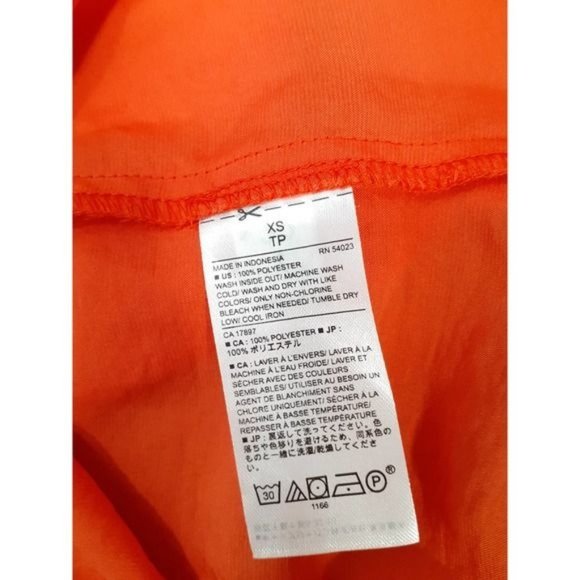 XS
TP
MADE IN INDONESIA RN 54023
■ US: 100% POLYESTER
WASH INSIDE OUT/ MACHINE WASH
COLD/ WASH AND DRY WITH LIKE
COLORS/ ONLY NON-CHLORINE
BLEACH WHEN NEEDED/ TUMBLE DRY
LOW/ COOL IRON
CA 17897
■ CA: 100% POLYESTER ■ JP:
100% ポリエステル
■ CA: LAVER À L'ENVERS/ LAVER À LA
MACHINE À L'EAU FROIDE/ LAVER ET
SÉCHER AVEC DES COULEURS
SEMBLABLES/ UTILISER AU BESOIN UN
AGENT DE BLANCHIMENT SANS
CHLORE UNIQUEMENT/ SÉCHER À LA
MACHINE À BASSE TEMPÉRATURE/
REPASSER À BASSE TEMPÉRATURE
■ JP: 裏返して洗ってください。色
落ちや色移りを避けるため、同系色の
ものと一緒に洗濯/乾燥してください。
30 P ®
1166